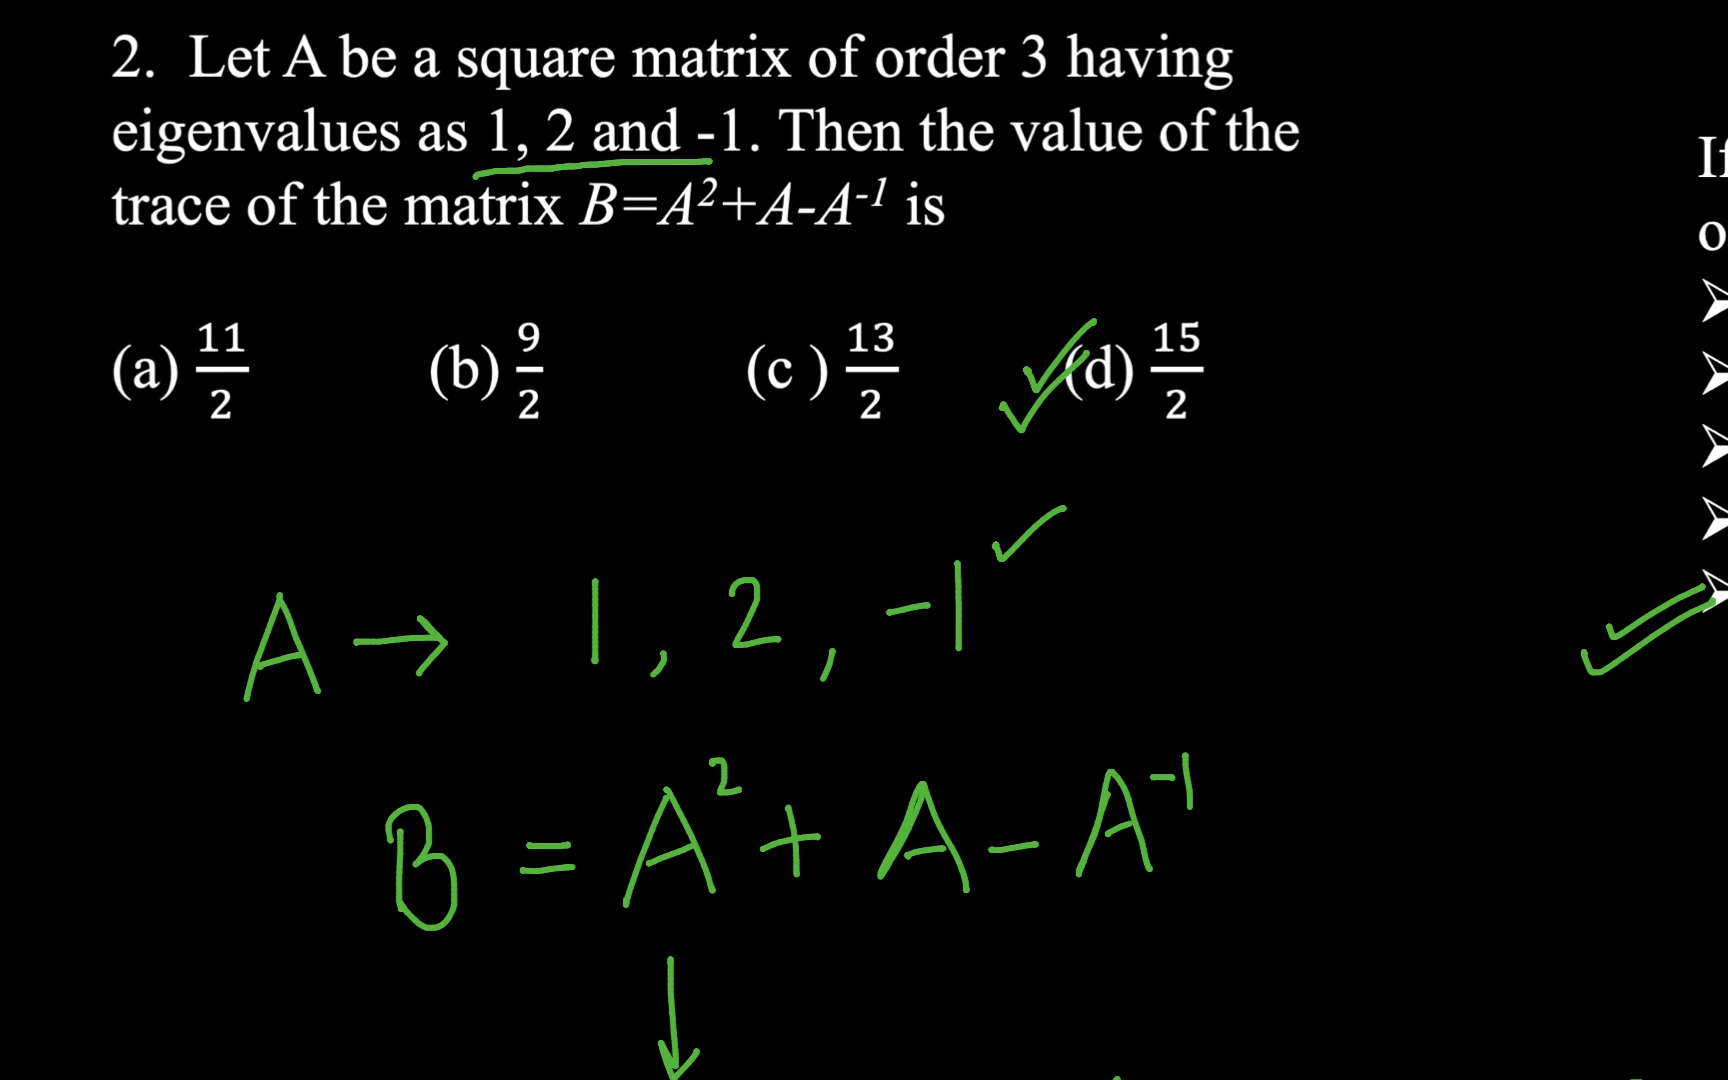 2. Let A be a square matrix of order 3 having
eigenvalues as 1, 2 and -1. Then the value of the
trace of the matrix B=A²+A-A⁻¹ is
(a) 11/2 (b) 9/2 (c ) 13/2 (d) 15/2
A → 1, 2, -1
B = A² + A - A⁻¹
If
o